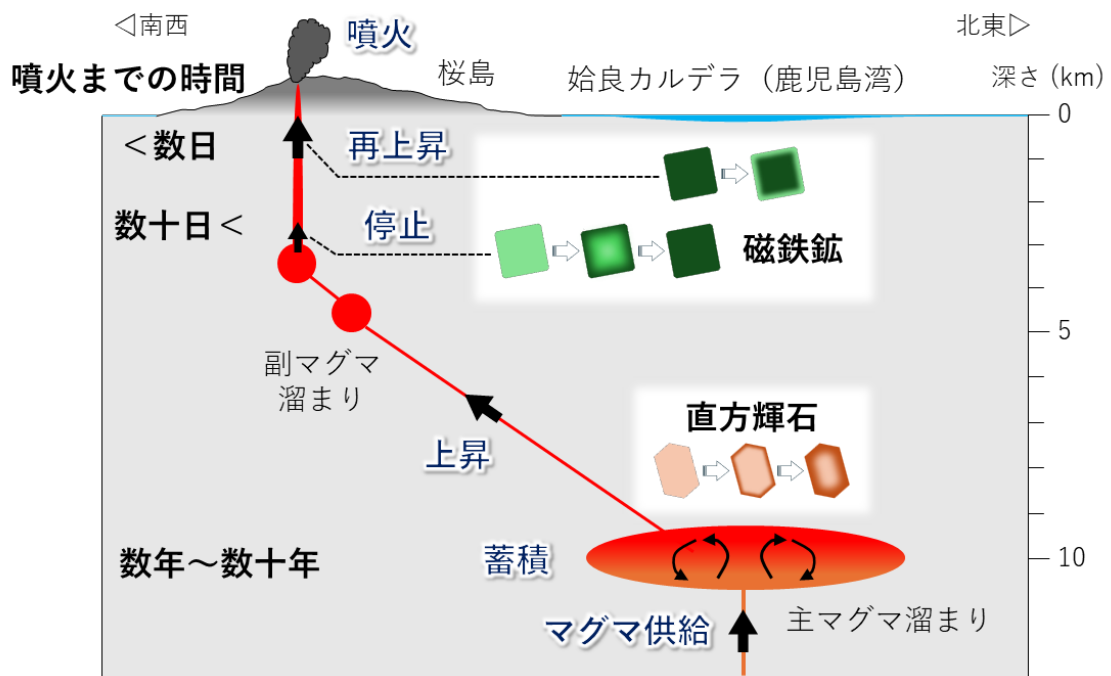 ◁南西
北東▷
噴火
噴火までの時間
桜島
姶良カルデラ（鹿児島湾）
深さ (km)
0
＜数日
再上昇
数十日＜
停止
磁鉄鉱
5
副マグマ
溜まり
直方輝石
上昇
数年～数十年
蓄積
10
マグマ供給
主マグマ溜まり